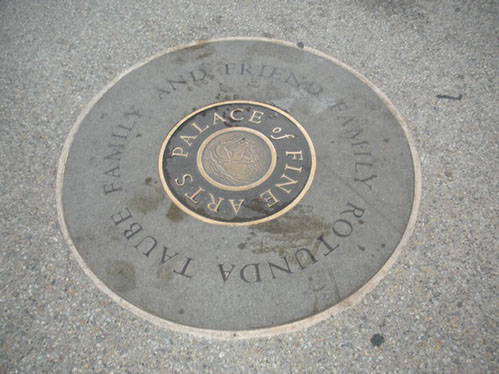 TAUBE FAMILY AND FRIEND FAMILY ROTUNDA
PALACE of FINE ARTS